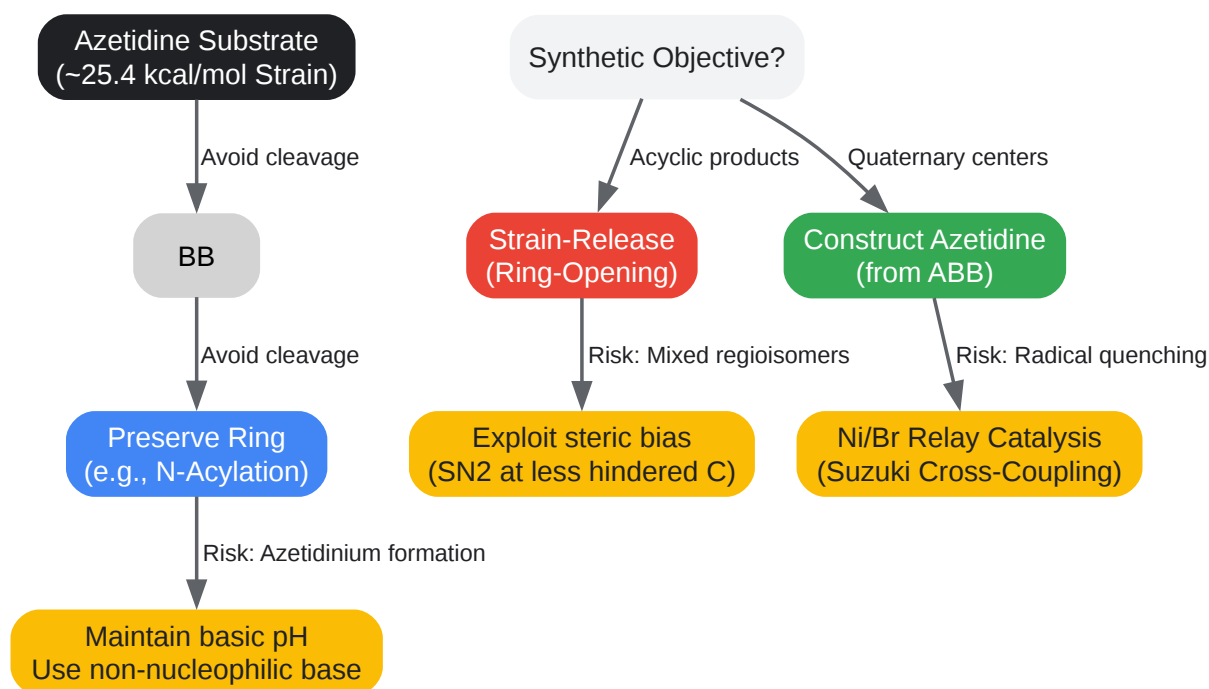 Azetidine Substrate
(~25.4 kcal/mol Strain)
Synthetic Objective?
Avoid cleavage
Acyclic products
Quaternary centers
BB
Strain-Release
(Ring-Opening)
Construct Azetidine
(from ABB)
Avoid cleavage
Risk: Mixed regioisomers
Risk: Radical quenching
Preserve Ring
(e.g., N-Acylation)
Exploit steric bias
(SN2 at less hindered C)
Ni/Br Relay Catalysis
(Suzuki Cross-Coupling)
Risk: Azetidinium formation
Maintain basic pH
Use non-nucleophilic base